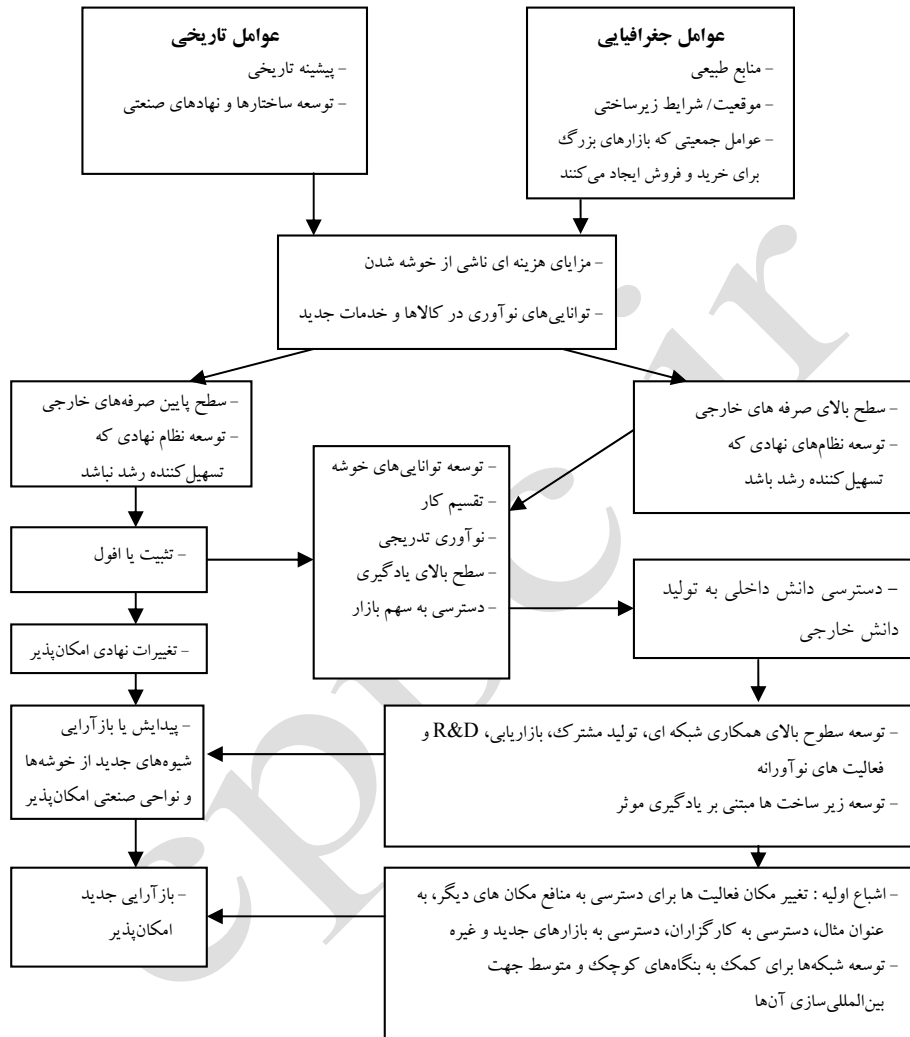 عوامل جغرافیایی
- منابع طبیعی
- موقعیت/ شرایط زیرساختی
- عوامل جمعیتی که بازارهای بزرگ
برای خرید و فروش ایجاد می‌کنند
عوامل تاریخی
- پیشینه تاریخی
- توسعه ساختارها و نهادهای صنعتی
- مزایای هزینه ای ناشی از خوشه شدن
- توانایی‌های نوآوری در کالاها و خدمات جدید
- سطح بالای صرفه های خارجی
- توسعه نظام‌های نهادی که
تسهیل‌کننده رشد باشد
- سطح پایین صرفه‌های خارجی
- توسعه نظام نهادی که
تسهیل‌کننده رشد نباشد
- توسعه توانایی‌های خوشه
- تقسیم کار
- نوآوری تدریجی
- سطح بالای یادگیری
- دسترسی به سهم بازار
- تثبیت یا افول
- دسترسی دانش داخلی به تولید
دانش خارجی
- تغییرات نهادی امکان‌پذیر
- توسعه سطوح بالای همکاری شبکه ای، تولید مشترک، بازاریابی، R&D و
فعالیت های نوآورانه
- توسعه زیر ساخت ها مبتنی بر یادگیری موثر
- پیدایش یا بازآرایی
شیوه‌های جدید از خوشه‌ها
و نواحی صنعتی امکان‌پذیر
- اشباع اولیه : تغییر مکان فعالیت ها برای دسترسی به منافع مکان های دیگر، به
عنوان مثال، دسترسی به کارگزاران، دسترسی به بازارهای جدید و غیره
- توسعه شبکه‌ها برای کمک به بنگاه‌های کوچک و متوسط جهت
بین‌المللی‌سازی آن‌ها
- بازآرایی جدید
امکان‌پذیر